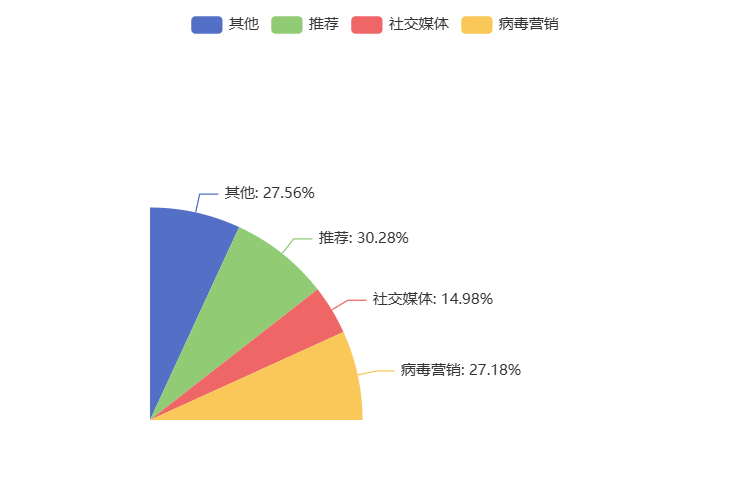 其他 推荐 社交媒体 病毒营销
其他: 27.56%
推荐: 30.28%
社交媒体: 14.98%
病毒营销: 27.18%